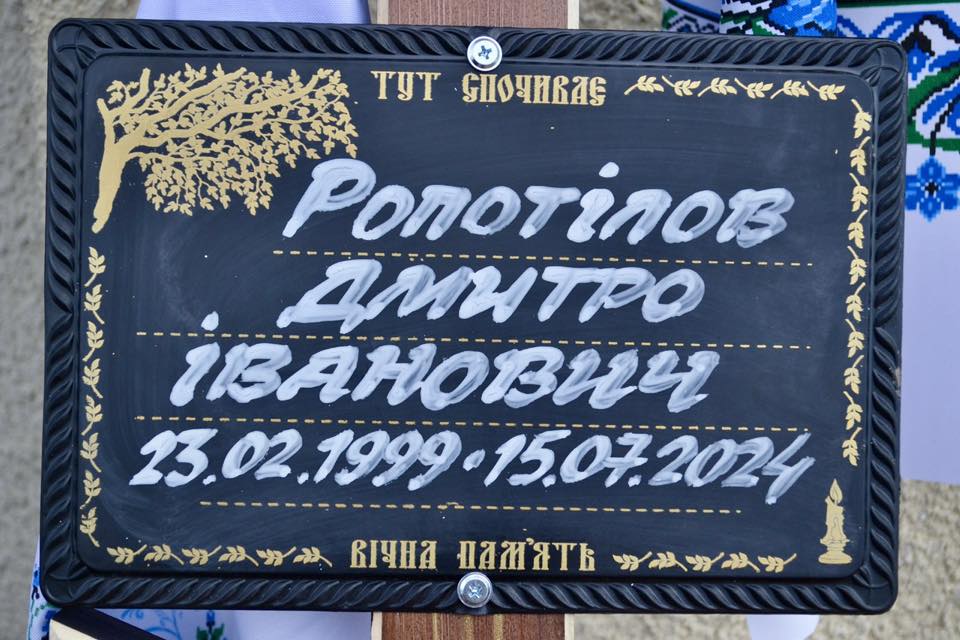 ТУТ СПОЧИВАЄ
Ропотілов
Дмитро
Іванович
23.02.1999·15.07.2024
ВІЧНА ПАМ'ЯТЬ